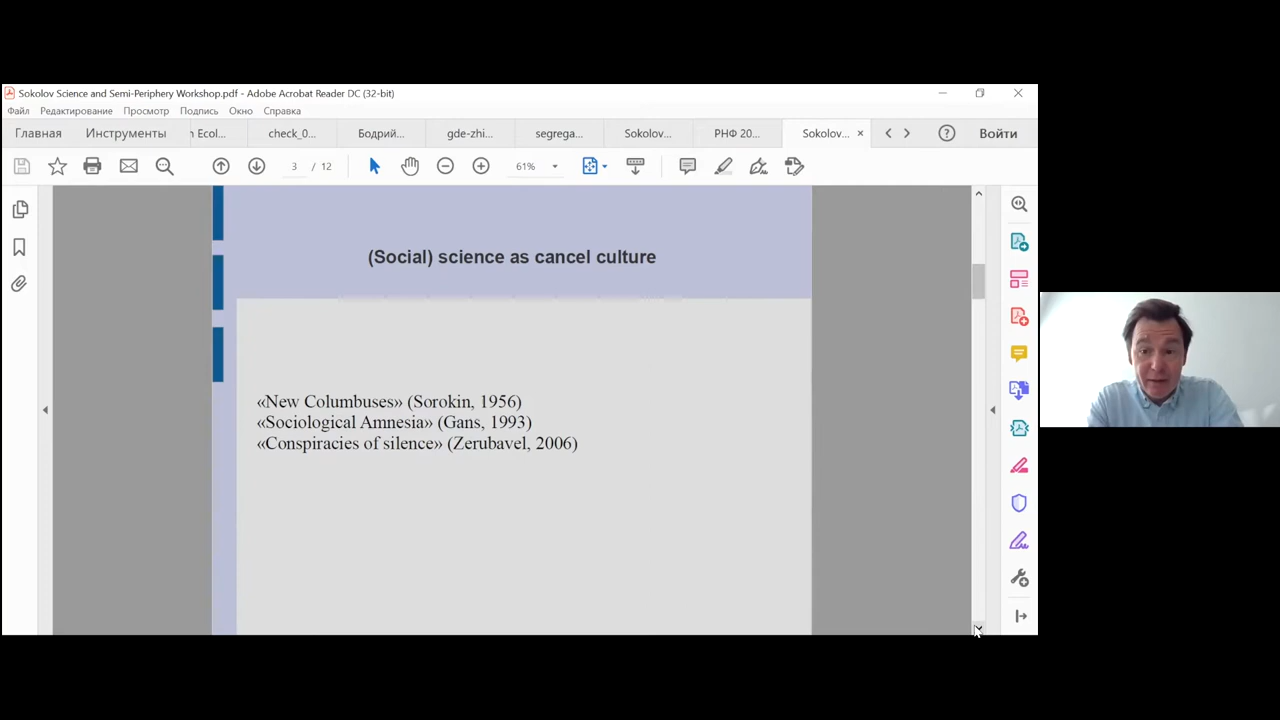 Sokolov Science and Semi-Periphery Workshop.pdf - Adobe Acrobat Reader DC (32-bit)
Файл Редактирование Просмотр Подпись Окно Справка
Главная Инструменты n Ecol... check_0... Бодрий... gde-zhi... segrega... Sokolov... РНФ 20... Sokolov... × Войти
3 / 12 61%
(Social) science as cancel culture
«New Columbuses» (Sorokin, 1956)
«Sociological Amnesia» (Gans, 1993)
«Conspiracies of silence» (Zerubavel, 2006)